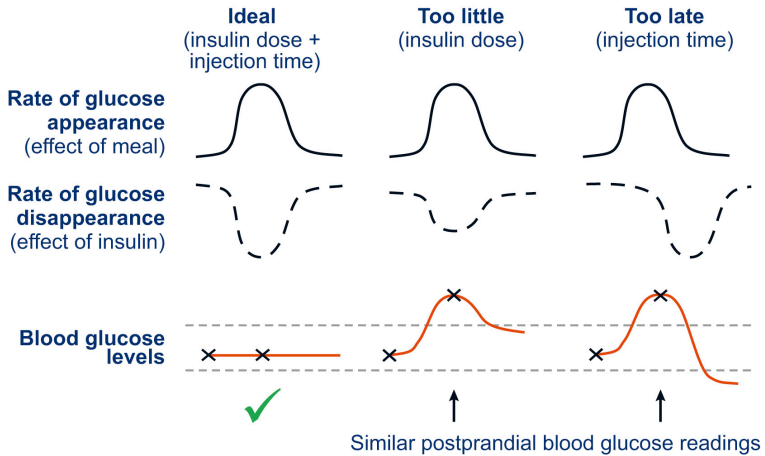 Ideal
(insulin dose +
injection time)
Too little
(insulin dose)
Too late
(injection time)
Rate of glucose
appearance
(effect of meal)
Rate of glucose
disappearance
(effect of insulin)
Blood glucose
levels
Similar postprandial blood glucose readings